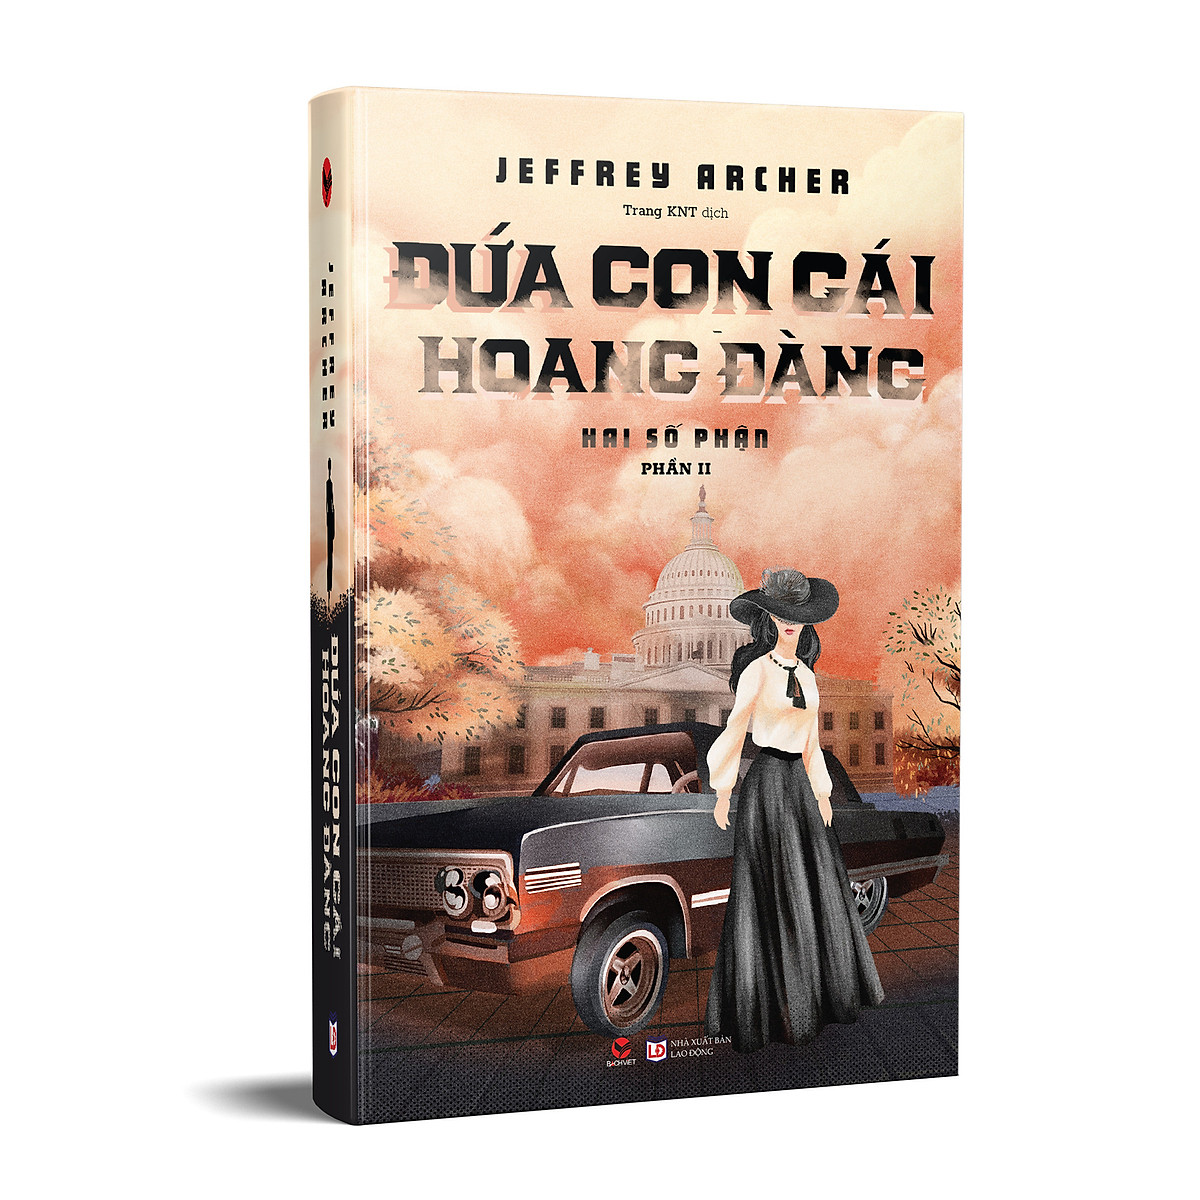 JEFFREY ARCHER
Trang KNT dịch
ĐỨA CON GÁI
HOANG ĐÀNG
HAI SỐ PHẬN
PHẦN II
BACHVIET
NHÀ XUẤT BẢN
LAO ĐỘNG
JEFFREY
ARCHER
ĐỨA CON GÁI
HOANG ĐÀNG